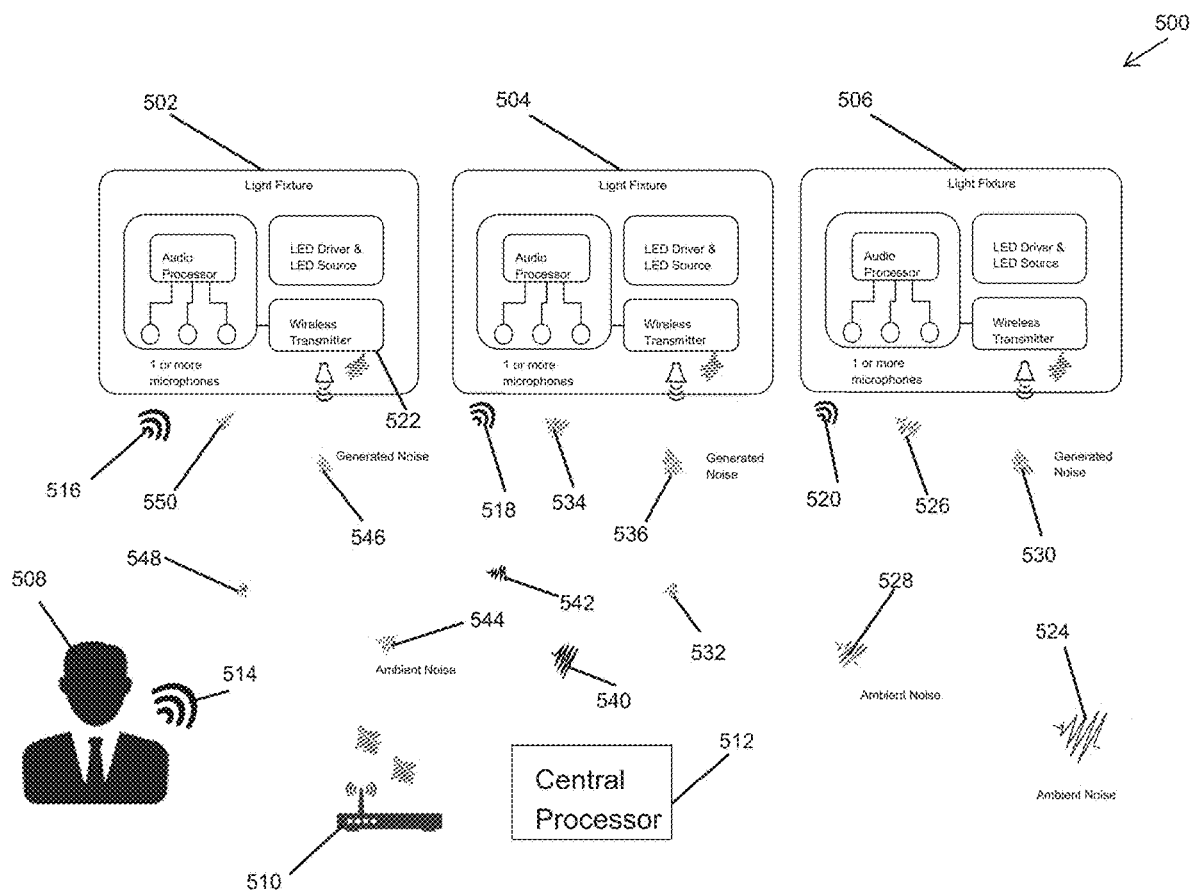 500
502
504
506
Light Fixture
Light Fixture
Light Fixture
Audio
Processor
LED Driver &
LED Source
Audio
Processor
LED Driver &
LED Source
Audio
Processor
LED Driver &
LED Source
Wireless
Transmitter
Wireless
Transmitter
Wireless
Transmitter
1 or more
microphones
1 or more
microphones
1 or more
microphones
522
516
550
Generated Noise
546
518
534
Generated
Noise
536
520
526
Generated
Noise
530
548
508
542
528
544
532
524
514
Ambient Noise
540
Ambient Noise
512
Central
Processor
Ambient Noise
510